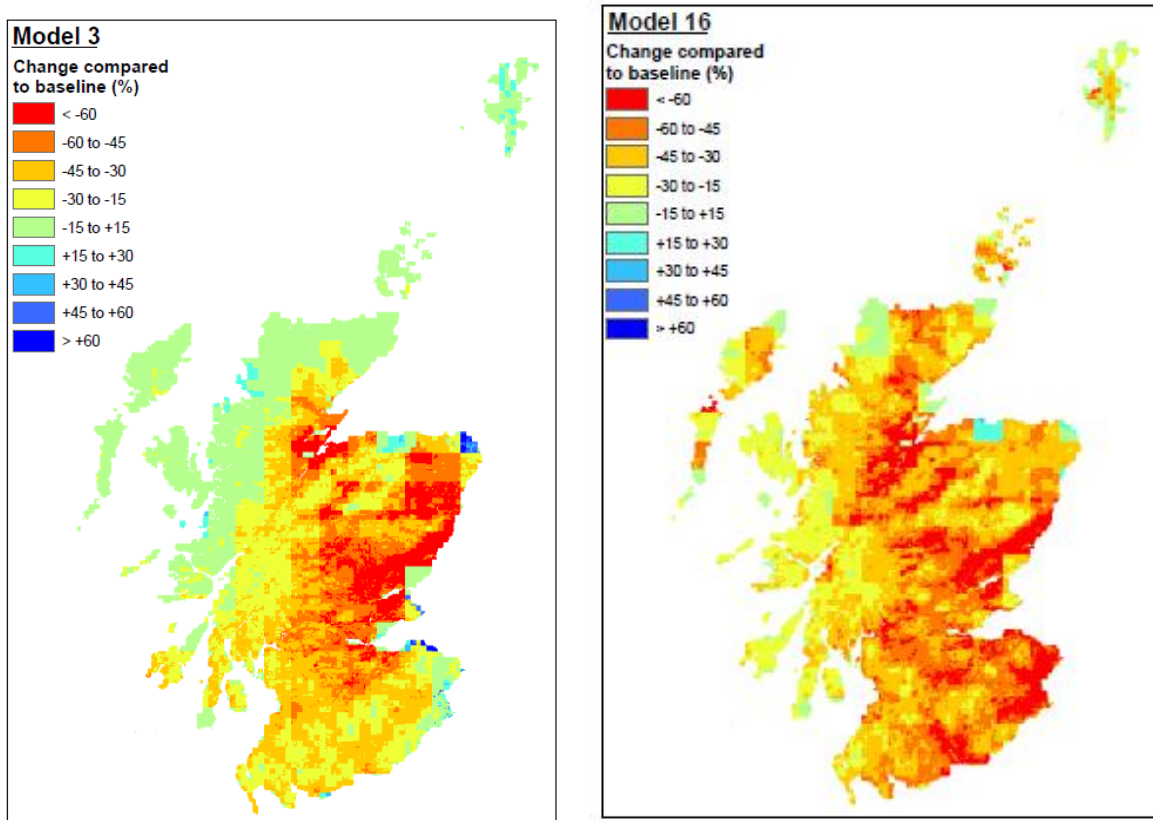 Model 3
Change compared
to baseline (%)
< -60
-60 to -45
-45 to -30
-30 to -15
-15 to +15
+15 to +30
+30 to +45
+45 to +60
> +60
Model 16
Change compared
to baseline (%)
< -60
-60 to -45
-45 to -30
-30 to -15
-15 to +15
+15 to +30
+30 to +45
+45 to +60
> +60